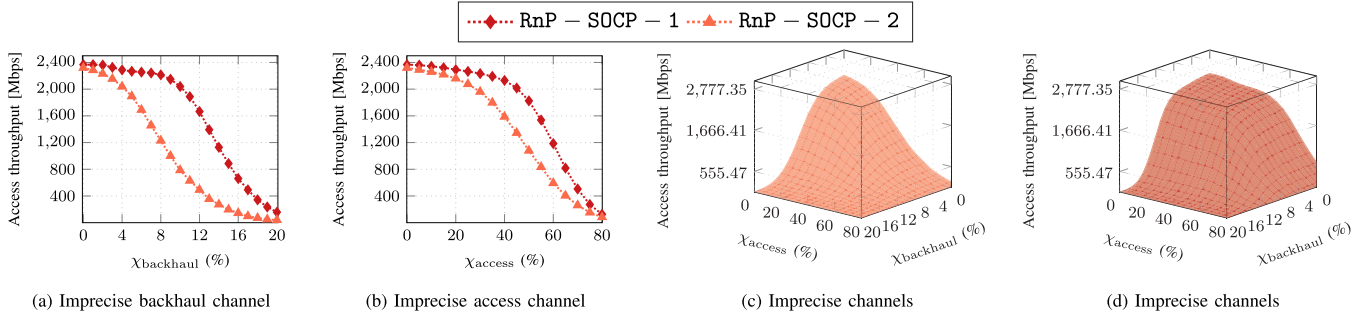 RnP − SOCP − 1 RnP − SOCP − 2
Access throughput [Mbps]
2,400
2,000
1,600
1,200
800
400
0 4 8 12 16 20
χbackhaul (%)
(a) Imprecise backhaul channel
Access throughput [Mbps]
2,400
2,000
1,600
1,200
800
400
0 20 40 60 80
χaccess (%)
(b) Imprecise access channel
Access throughput [Mbps]
2,777.35
1,666.41
555.47
0 20 40 60 80
χaccess (%)
20 16 12 8 4 0
χbackhaul (%)
(c) Imprecise channels
Access throughput [Mbps]
2,777.35
1,666.41
555.47
0 20 40 60 80
χaccess (%)
20 16 12 8 4 0
χbackhaul (%)
(d) Imprecise channels